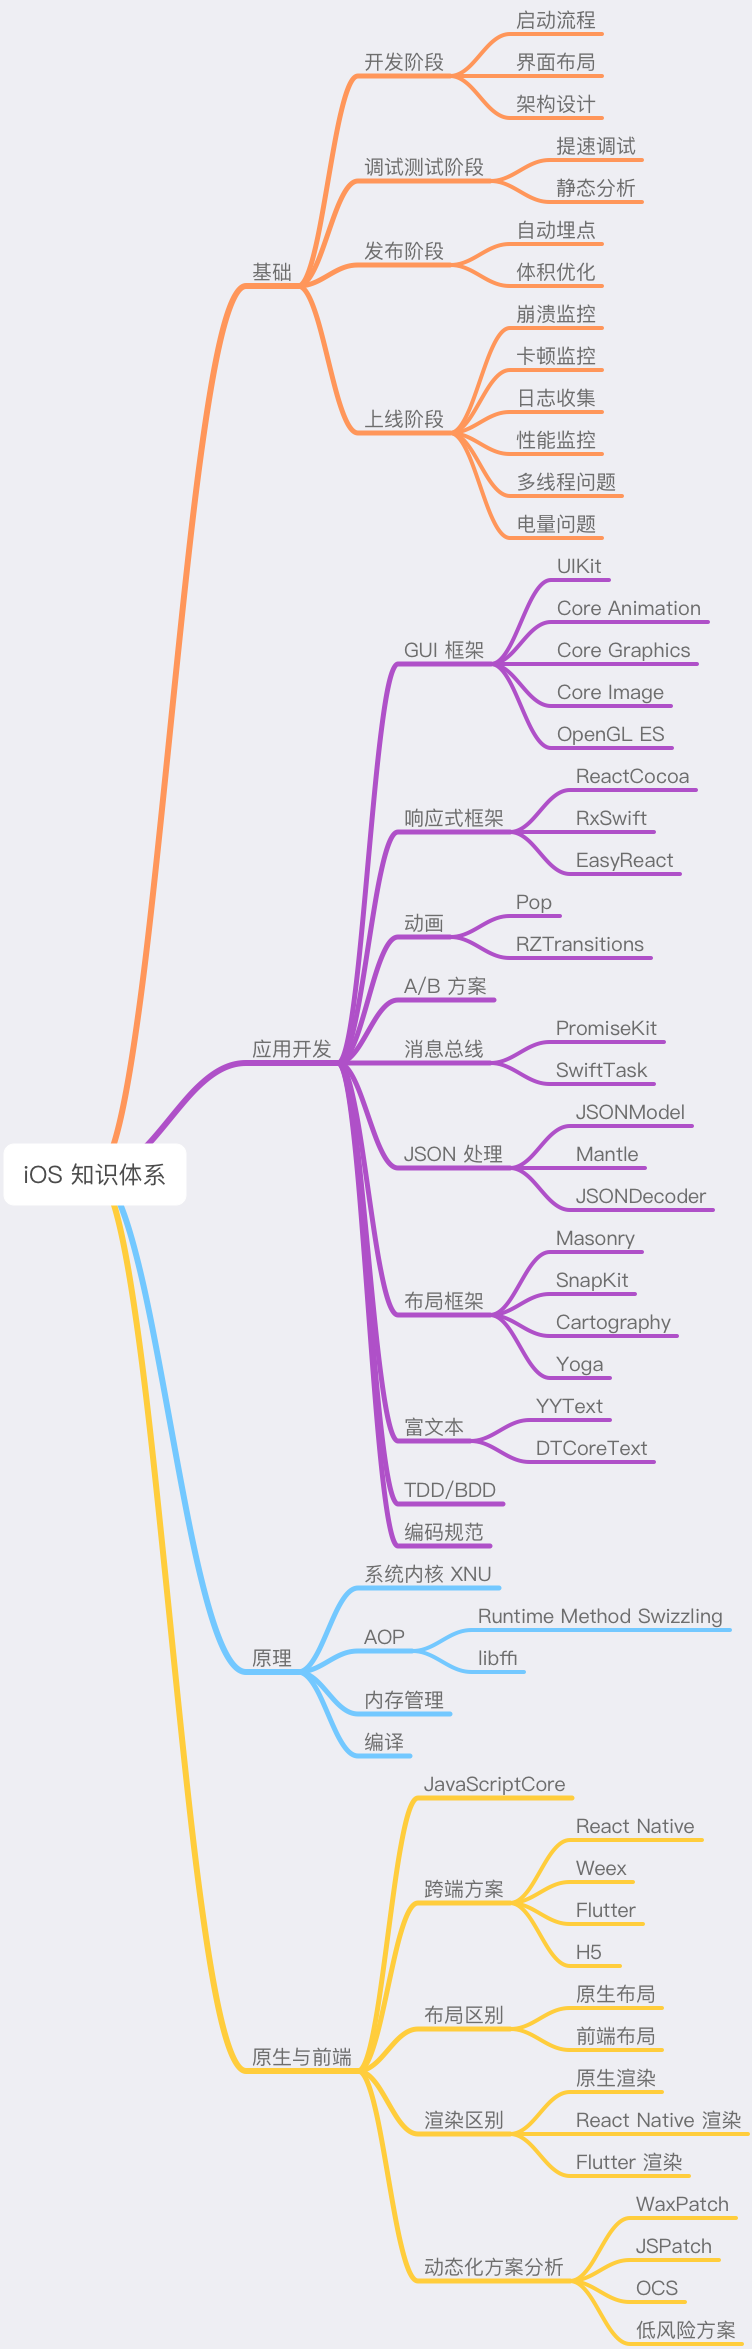 iOS 知识体系
基础
开发阶段
启动流程
界面布局
架构设计
调试测试阶段
提速调试
静态分析
发布阶段
自动埋点
体积优化
上线阶段
崩溃监控
卡顿监控
日志收集
性能监控
多线程问题
电量问题
应用开发
GUI 框架
UIKit
Core Animation
Core Graphics
Core Image
OpenGL ES
响应式框架
ReactCocoa
RxSwift
EasyReact
动画
Pop
RZTransitions
A/B 方案
消息总线
PromiseKit
SwiftTask
JSON 处理
JSONModel
Mantle
JSONDecoder
布局框架
Masonry
SnapKit
Cartography
Yoga
富文本
YYText
DTCoreText
TDD/BDD
编码规范
原理
系统内核 XNU
AOP
Runtime Method Swizzling
libffi
内存管理
编译
原生与前端
JavaScriptCore
跨端方案
React Native
Weex
Flutter
H5
布局区别
原生布局
前端布局
渲染区别
原生渲染
React Native 渲染
Flutter 渲染
动态化方案分析
WaxPatch
JSPatch
OCS
低风险方案